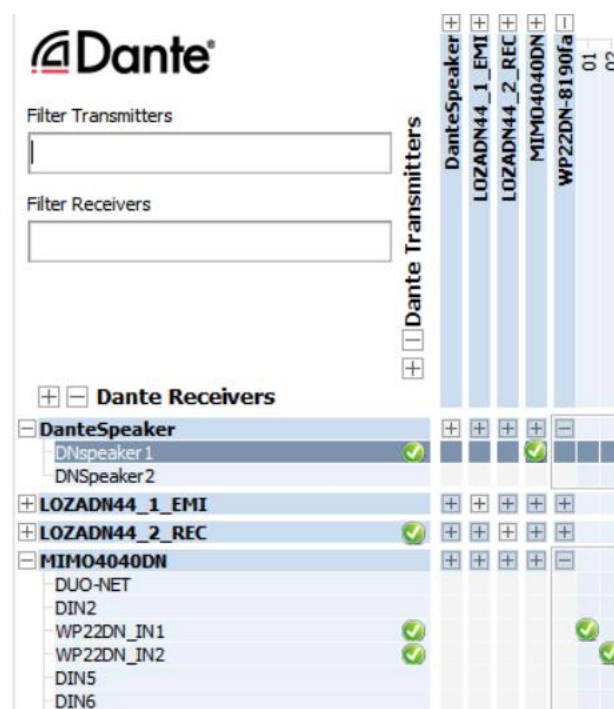 Dante®
Filter Transmitters
Filter Receivers
Dante Transmitters
DanteSpeaker
LOZADN44_1_EMI
LOZADN44_2_REC
MIMO4040DN
WP22DN-8190fa
01
02
Dante Receivers
DanteSpeaker
DNspeaker1
DNSpeaker2
LOZADN44_1_EMI
LOZADN44_2_REC
MIMO4040DN
DUO-NET
DIN2
WP22DN_IN1
WP22DN_IN2
DIN5
DIN6